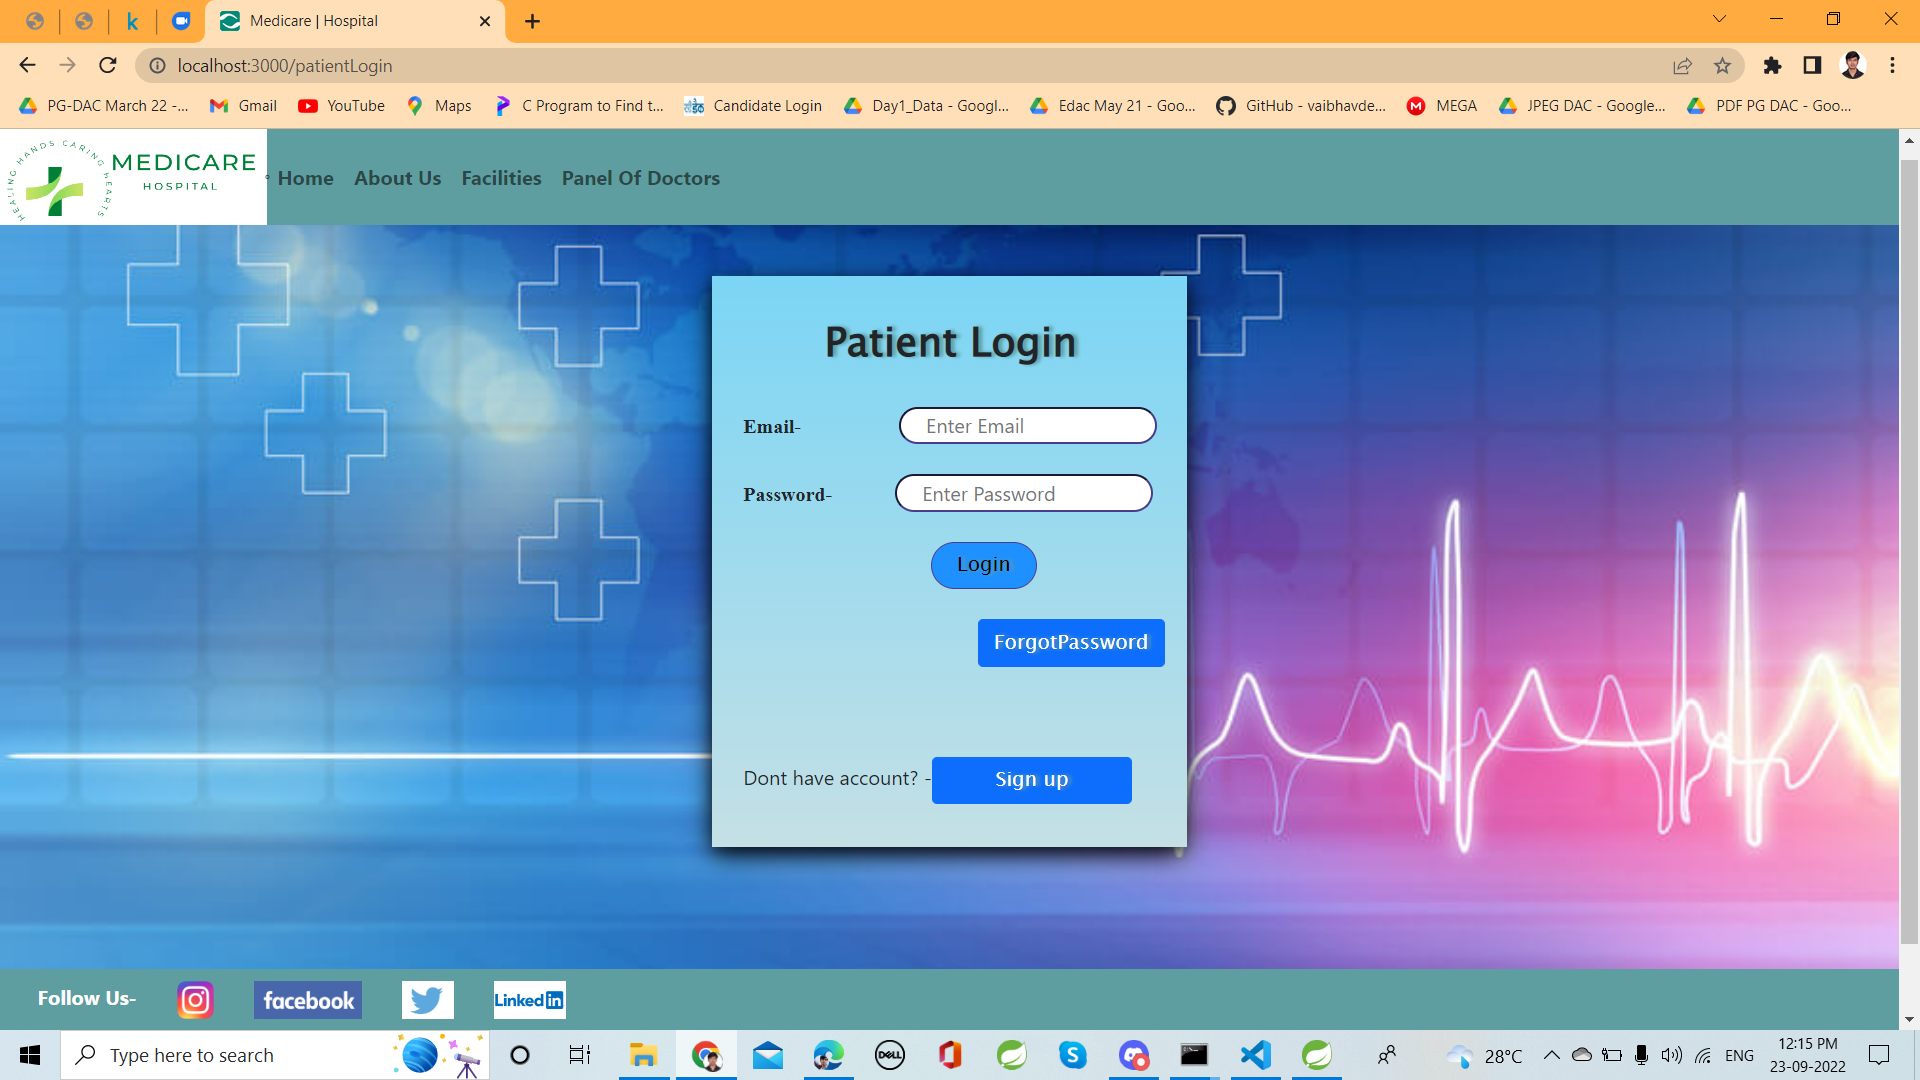 Medicare | Hospital
localhost:3000/patientLogin
PG-DAC March 22 -...
Gmail
YouTube
Maps
C Program to Find t...
Candidate Login
Day1_Data - Googl...
Edac May 21 - Goo...
GitHub - vaibhavde...
MEGA
JPEG DAC - Google...
PDF PG DAC - Goo...
HEALING HANDS CARING HEARTS
MEDICARE
HOSPITAL
Home
About Us
Facilities
Panel Of Doctors
Patient Login
Email-
Enter Email
Password-
Enter Password
Login
ForgotPassword
Dont have account? -
Sign up
Follow Us-
facebook
Linked in
Type here to search
DELL
28°C
ENG
12:15 PM
23-09-2022